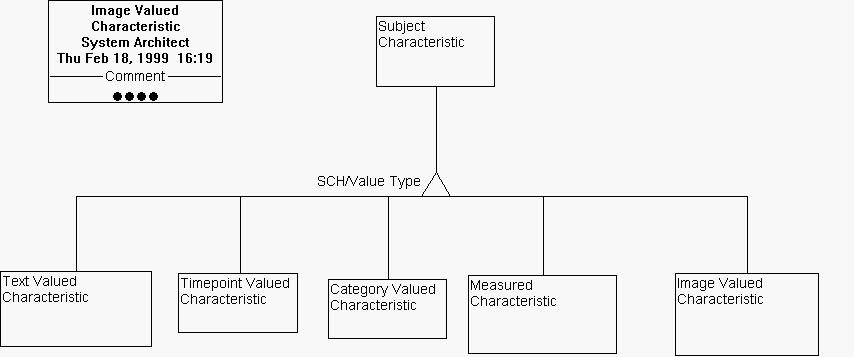 Image Valued
Characteristic
System Architect
Thu Feb 18, 1999  16:19
Comment
Subject
Characteristic
SCH/Value Type
Text Valued
Characteristic
Timepoint Valued
Characteristic
Category Valued
Characteristic
Measured
Characteristic
Image Valued
Characteristic